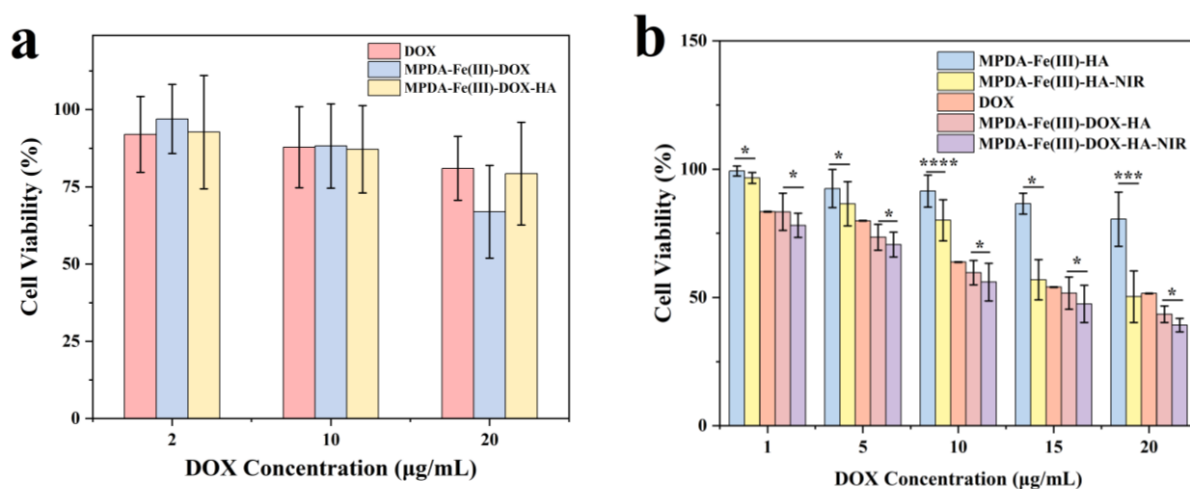 a
DOX
MPDA-Fe(III)-DOX
MPDA-Fe(III)-DOX-HA
Cell Viability (%)
100
75
50
25
0
2
10
20
DOX Concentration (μg/mL)
b
MPDA-Fe(III)-HA
MPDA-Fe(III)-HA-NIR
DOX
MPDA-Fe(III)-DOX-HA
MPDA-Fe(III)-DOX-HA-NIR
Cell Viability (%)
150
100
50
0
*
*
*
*
****
*
*
*
***
*
1
5
10
15
20
DOX Concentration (μg/mL)